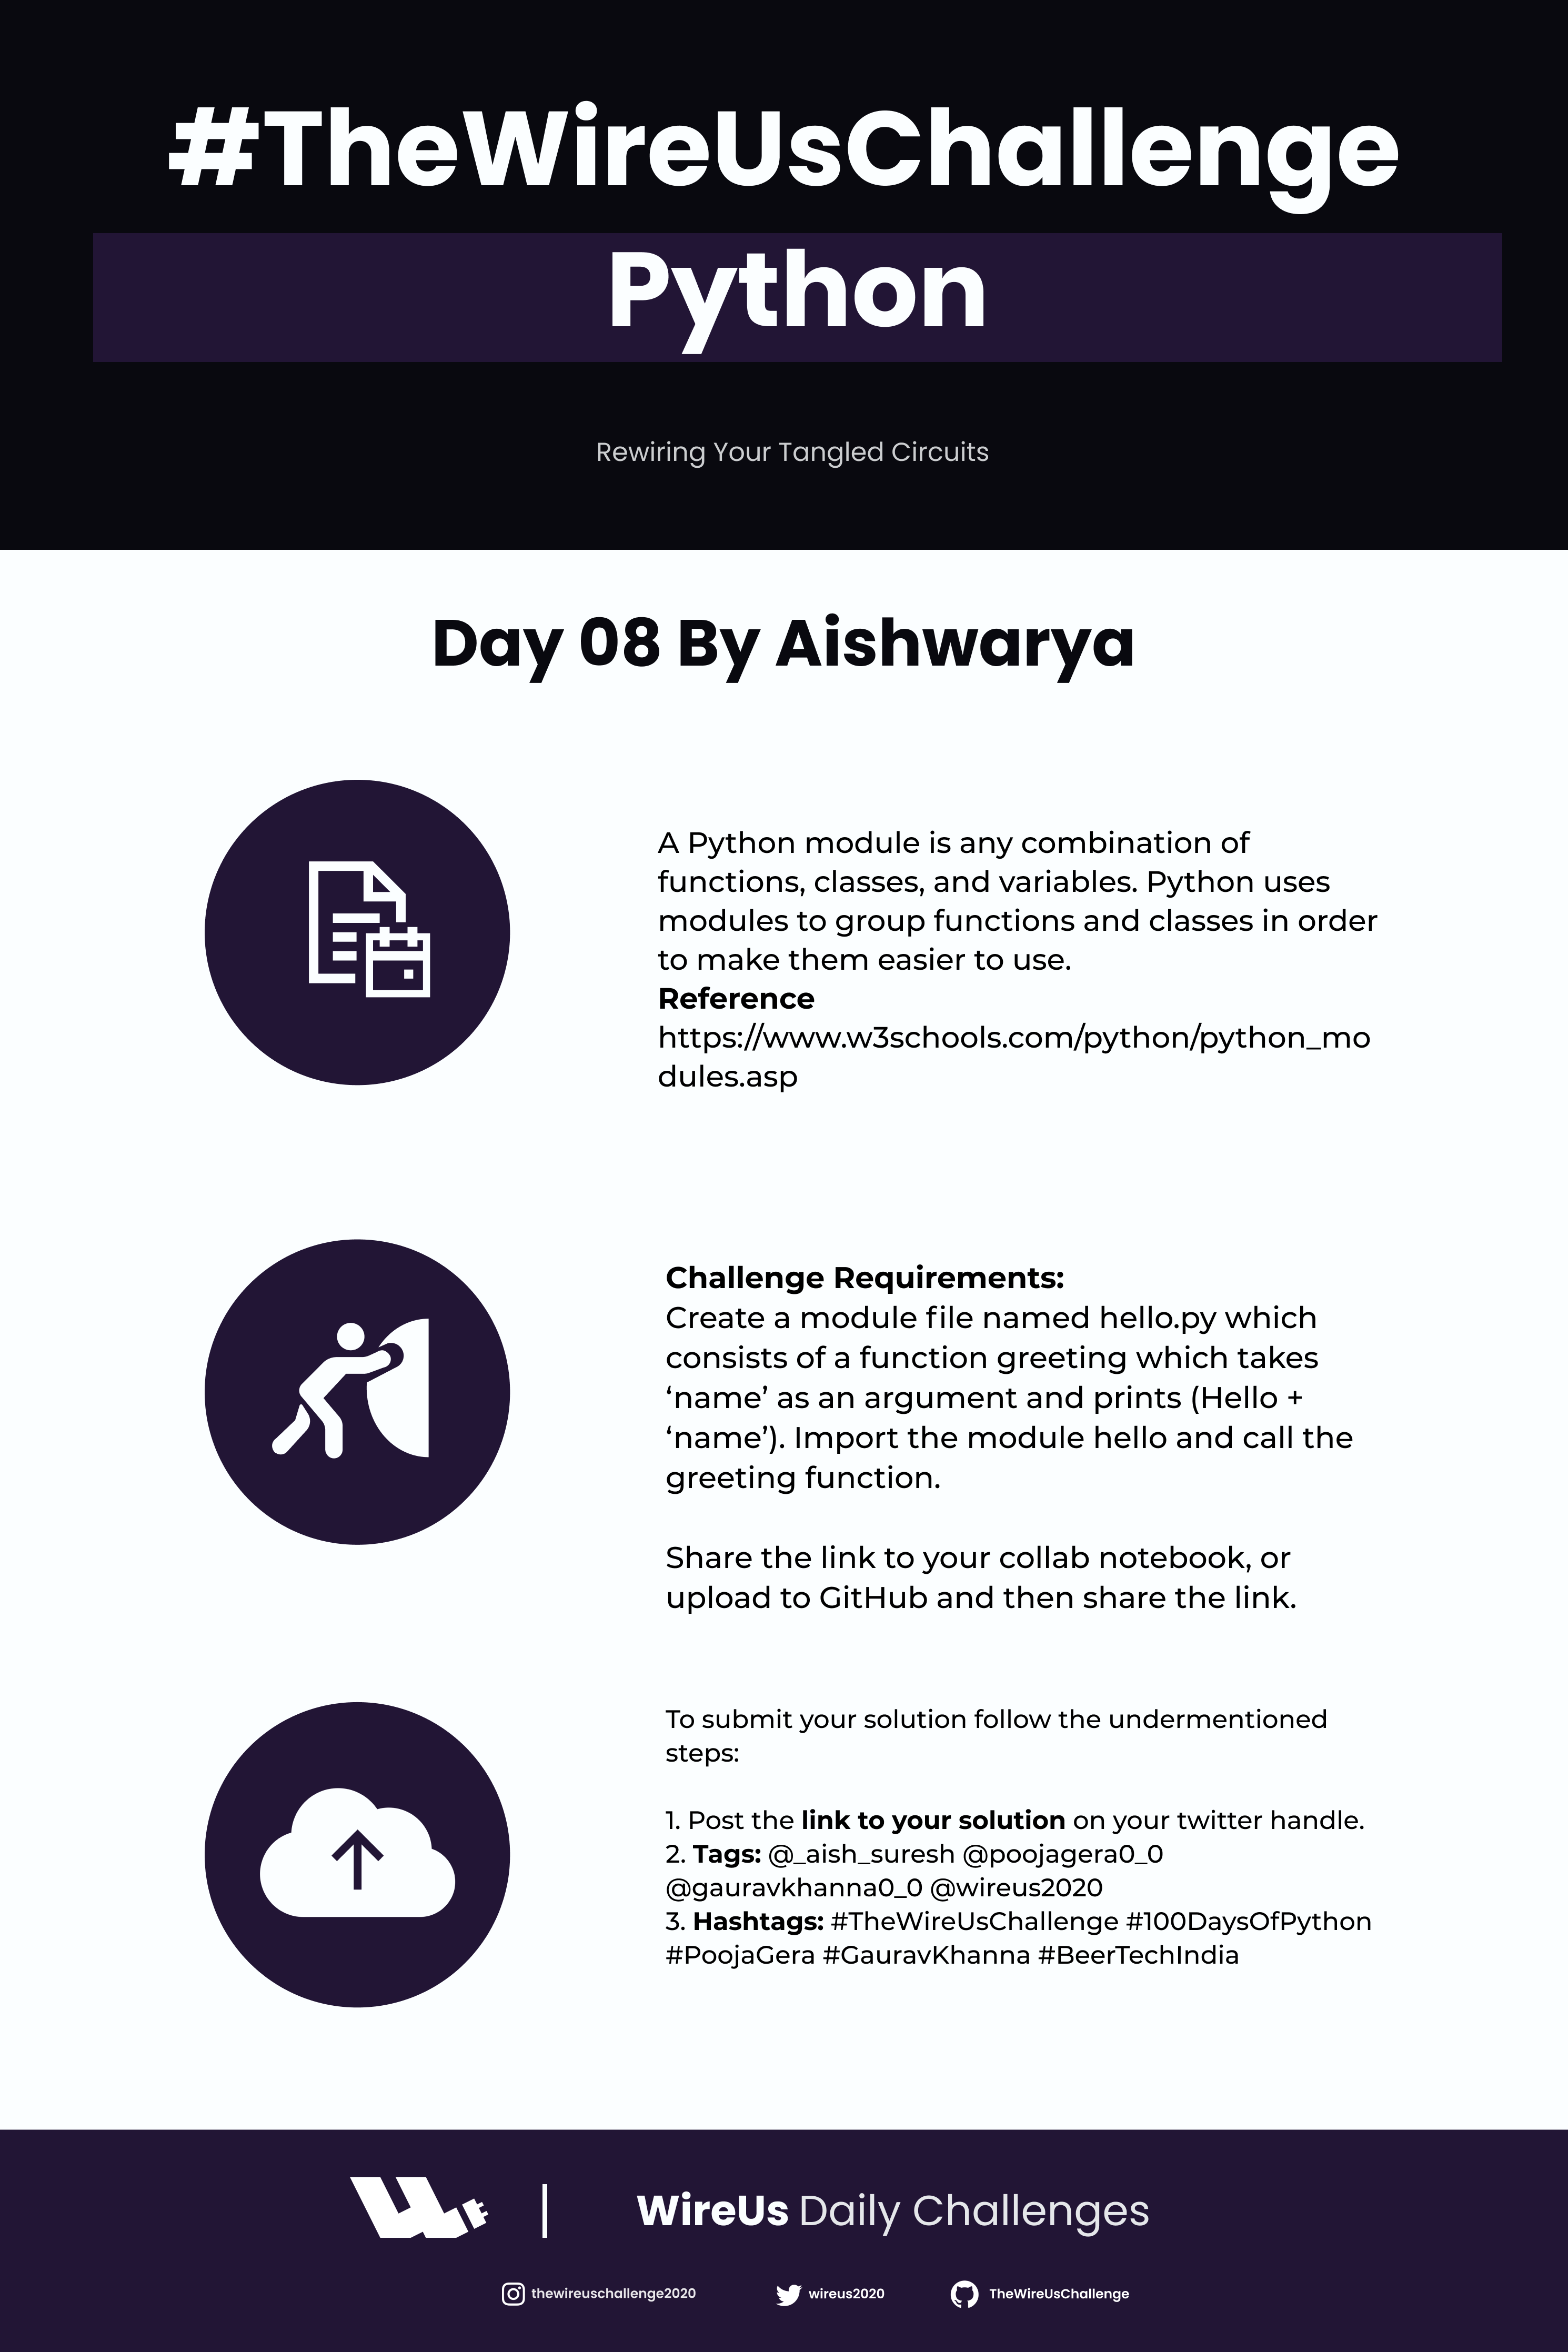 #TheWireUsChallenge
Python
Rewiring Your Tangled Circuits
Day 08 By Aishwarya
A Python module is any combination of
functions, classes, and variables. Python uses
modules to group functions and classes in order
to make them easier to use.
Reference
https://www.w3schools.com/python/python_mo
dules.asp
Challenge Requirements:
Create a module file named hello.py which
consists of a function greeting which takes
‘name’ as an argument and prints (Hello +
‘name’). Import the module hello and call the
greeting function.
Share the link to your collab notebook, or
upload to GitHub and then share the link.
To submit your solution follow the undermentioned
steps:
1. Post the link to your solution on your twitter handle.
2. Tags: @_aish_suresh @poojagera0_0
@gauravkhanna0_0 @wireus2020
3. Hashtags: #TheWireUsChallenge #100DaysOfPython
#PoojaGera #GauravKhanna #BeerTechIndia
WireUs Daily Challenges
thewireuschallenge2020 wireus2020 TheWireUsChallenge